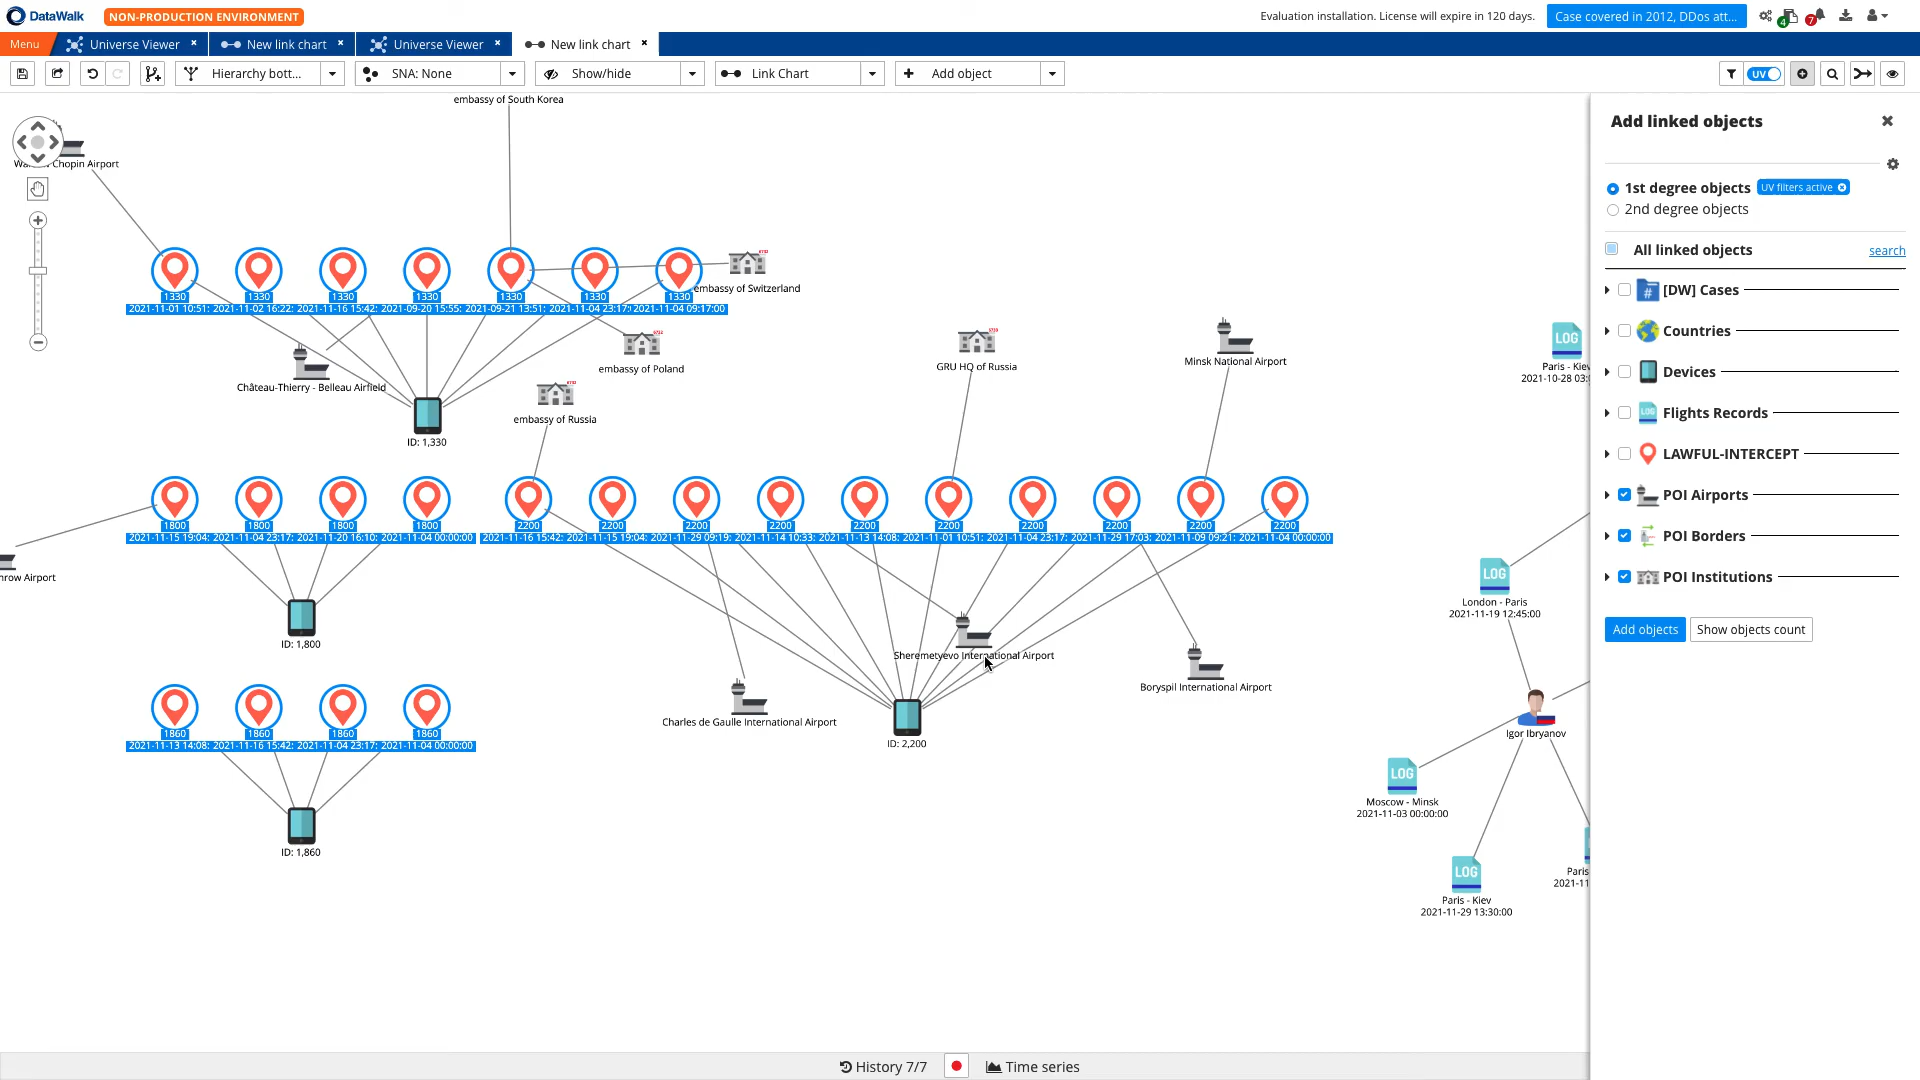 DataWalk
NON-PRODUCTION ENVIRONMENT
Evaluation installation. License will expire in 120 days.
Case covered in 2012, DDos att...
4
7
Menu
Universe Viewer
New link chart
Universe Viewer
New link chart
Hierarchy bott...
SNA: None
Show/hide
Link Chart
Add object
UV
embassy of South Korea
Chopin Airport
1330 1330 1330 1330 1330 1330 1330
2021-11-01 10:51: 2021-11-02 16:22: 2021-11-16 15:42: 2021-09-20 15:55: 2021-09-21 13:51: 2021-11-04 23:17: 2021-11-04 09:17:00
embassy of Switzerland
embassy of Poland
Château-Thierry - Belleau Airfield
embassy of Russia
ID: 1,330
GRU HQ of Russia
Minsk National Airport
Paris - Kiev
2021-10-28 03:0
LOG
1800 1800 1800 1800
2021-11-15 19:04: 2021-11-04 23:17: 2021-11-20 16:10: 2021-11-04 00:00:00
2200 2200 2200 2200 2200 2200 2200 2200 2200 2200
2021-11-16 15:42: 2021-11-15 19:04: 2021-11-29 09:19: 2021-11-14 10:33: 2021-11-13 14:08: 2021-11-01 10:51: 2021-11-04 23:17: 2021-11-29 17:03: 2021-11-09 09:21: 2021-11-04 00:00:00
hrow Airport
ID: 1,800
Sheremetyevo International Airport
Boryspil International Airport
Charles de Gaulle International Airport
ID: 2,200
LOG
London - Paris
2021-11-19 12:45:00
1860 1860 1860 1860
2021-11-13 14:08: 2021-11-16 15:42: 2021-11-04 23:17: 2021-11-04 00:00:00
ID: 1,860
Igor Ibryanov
LOG
Moscow - Minsk
2021-11-03 00:00:00
LOG
Paris - Kiev
2021-11-29 13:30:00
Paris
2021-11
Add linked objects
1st degree objects
UV filters active
2nd degree objects
All linked objects
search
[DW] Cases
Countries
Devices
Flights Records
LAWFUL-INTERCEPT
POI Airports
POI Borders
POI Institutions
Add objects
Show objects count
History 7/7
Time series